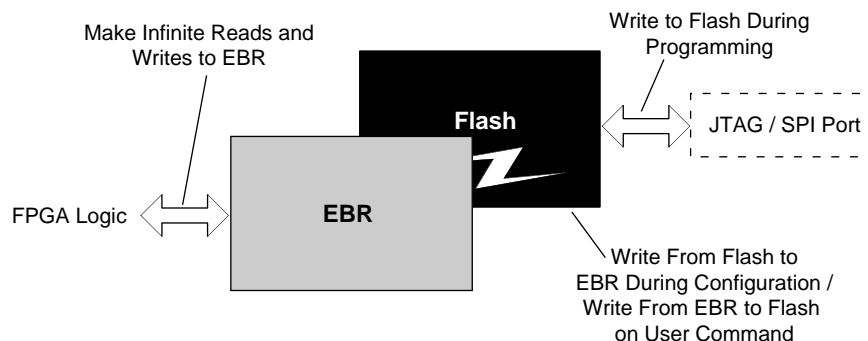 Make Infinite Reads and
Writes to EBR
Write to Flash During
Programming
Flash
JTAG / SPI Port
FPGA Logic
EBR
Write From Flash to
EBR During Configuration /
Write From EBR to Flash
on User Command